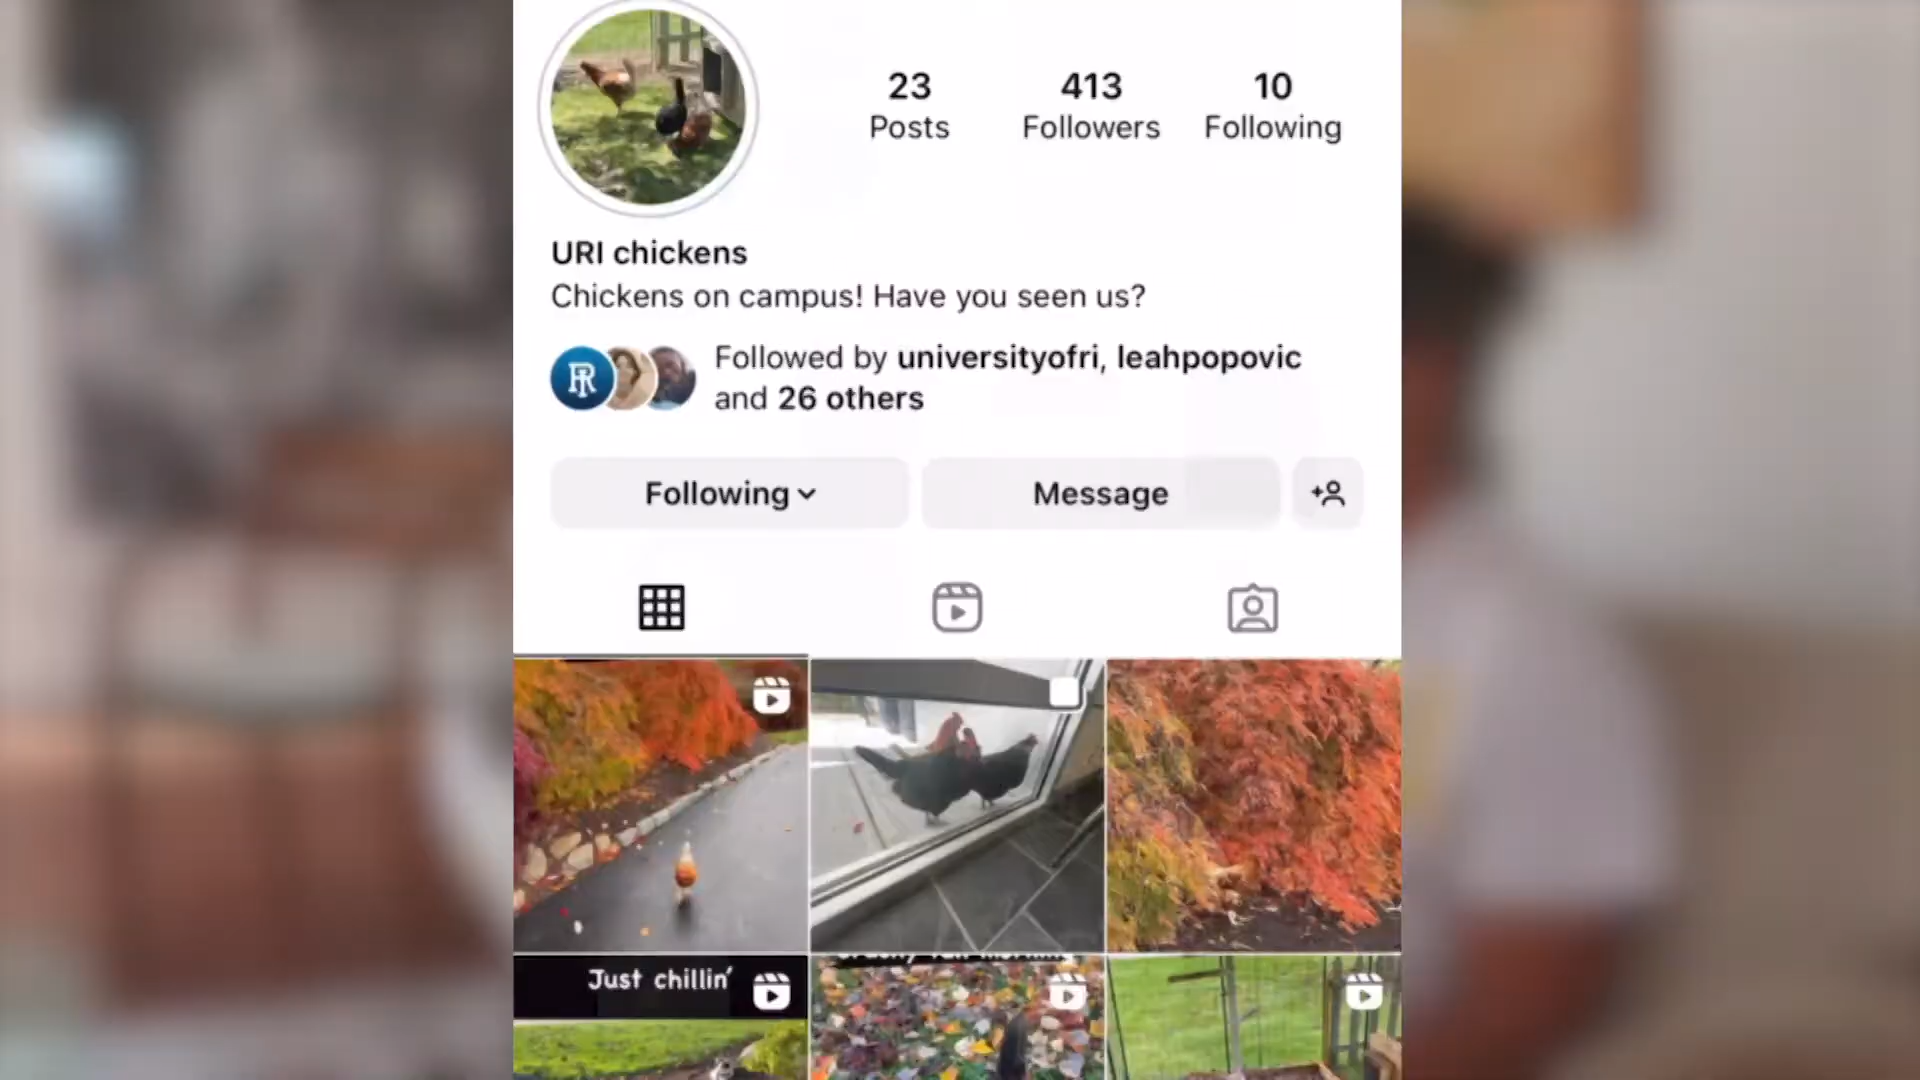 23
Posts
413
Followers
10
Following
URI chickens
Chickens on campus! Have you seen us?
Followed by universityofri, leahpopovic
and 26 others
Following
Message
Just chillin'